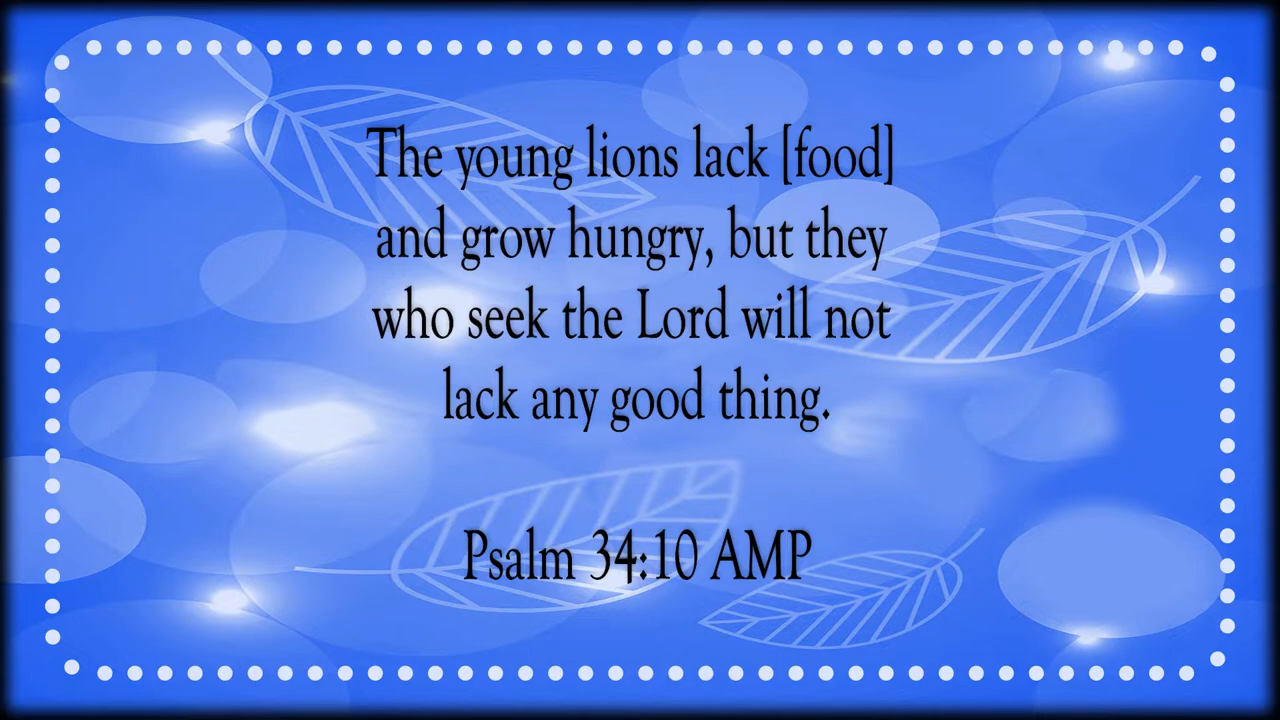 The young lions lack [food]
and grow hungry, but they
who seek the Lord will not
lack any good thing.
Psalm 34:10 AMP